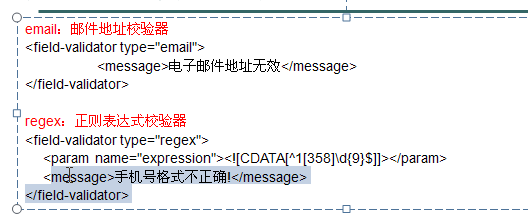 email：邮件地址校验器
<field-validator type="email">
<message>电子邮件地址无效</message>
</field-validator>
regex：正则表达式校验器
<field-validator type="regex">
<param name="expression"><![CDATA[^1[358]\d{9}$]]></param>
<message>手机号格式不正确!</message>
</field-validator>